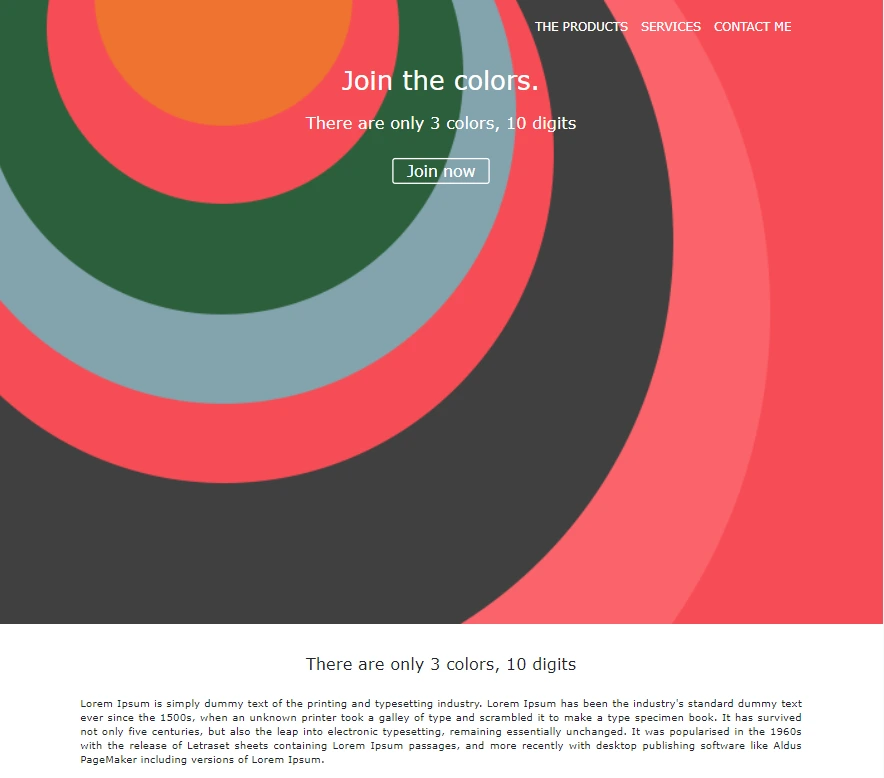 THE PRODUCTS SERVICES CONTACT ME
Join the colors.
There are only 3 colors, 10 digits
Join now
There are only 3 colors, 10 digits
Lorem Ipsum is simply dummy text of the printing and typesetting industry. Lorem Ipsum has been the industry's standard dummy text
ever since the 1500s, when an unknown printer took a galley of type and scrambled it to make a type specimen book. It has survived
not only five centuries, but also the leap into electronic typesetting, remaining essentially unchanged. It was popularised in the 1960s
with the release of Letraset sheets containing Lorem Ipsum passages, and more recently with desktop publishing software like Aldus
PageMaker including versions of Lorem Ipsum.